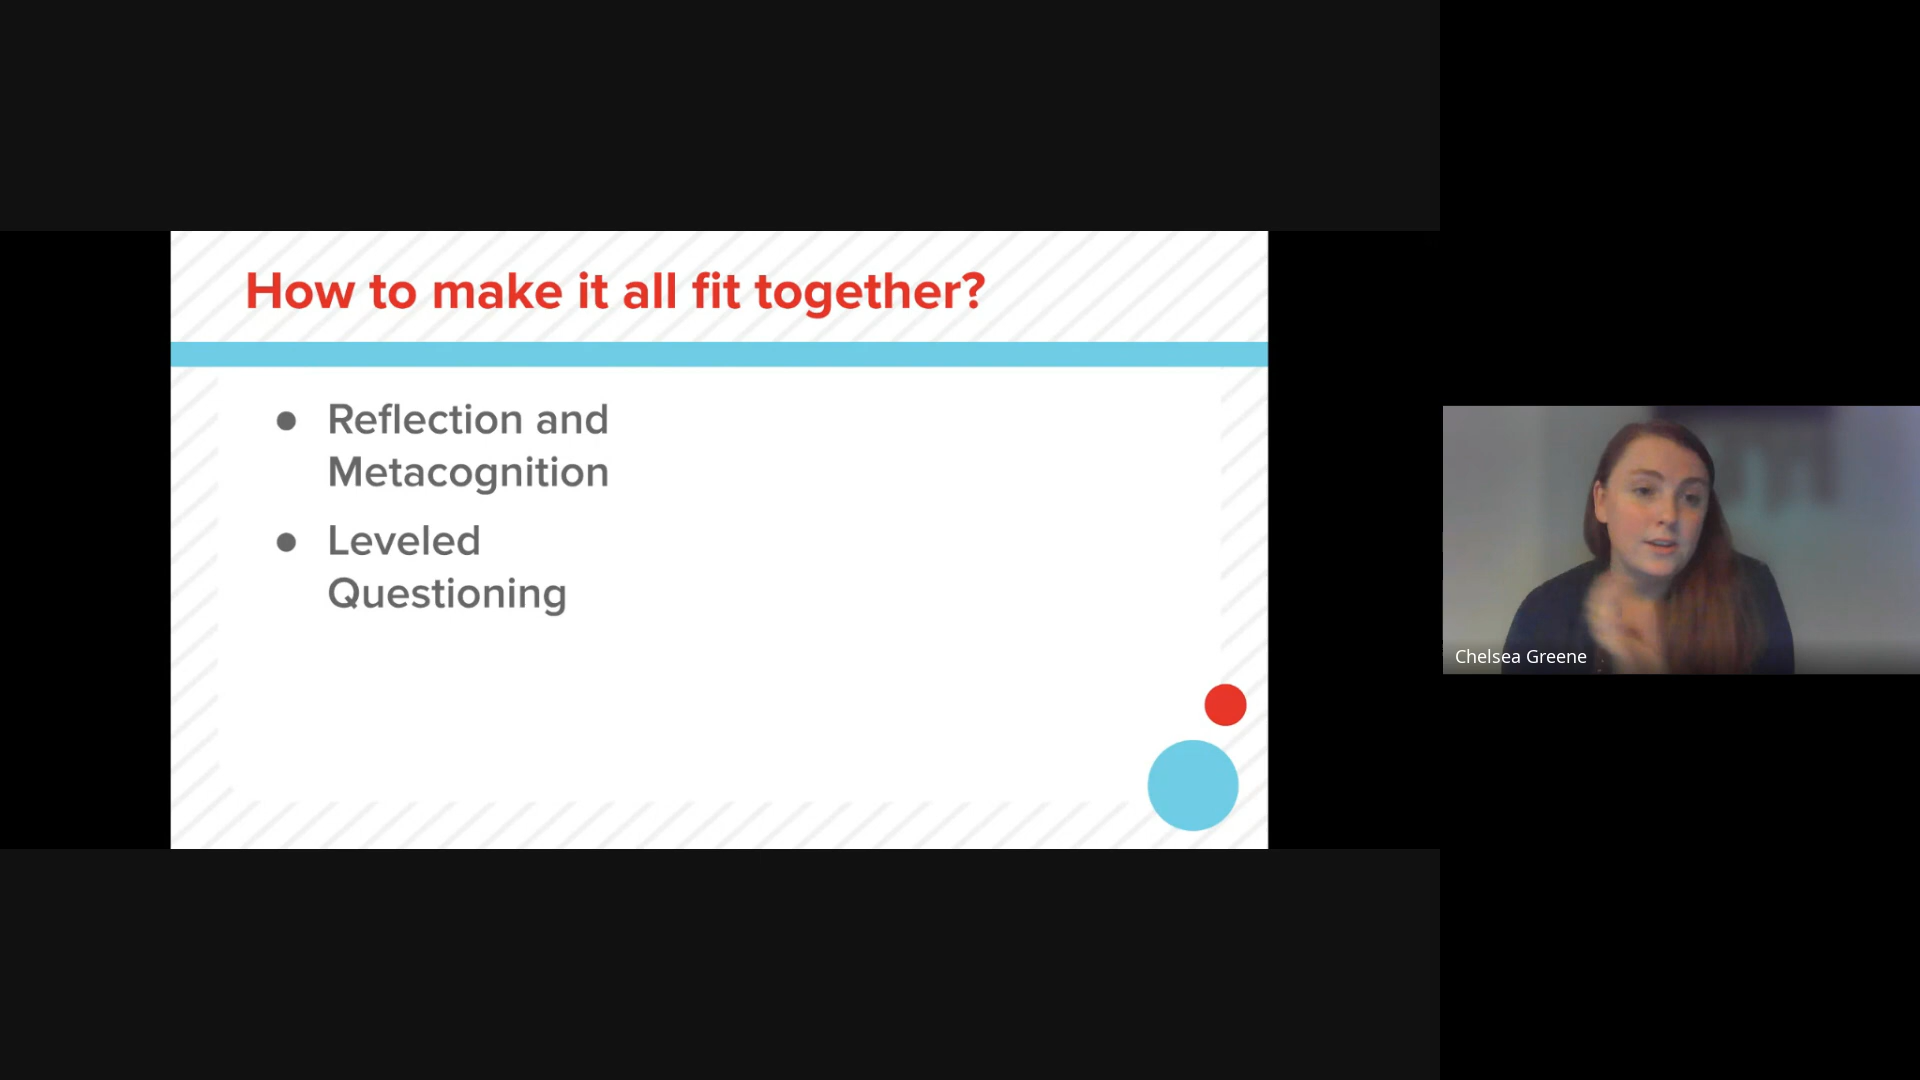 How to make it all fit together?
● Reflection and
Metacognition
● Leveled
Questioning
Chelsea Greene